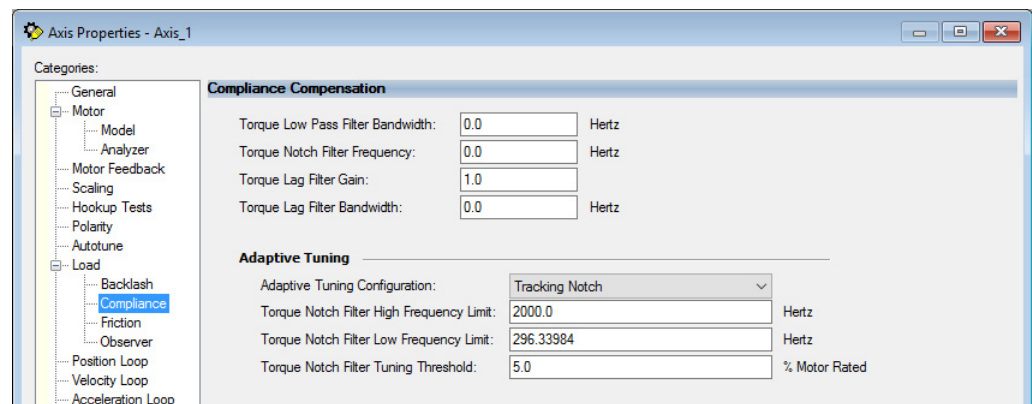 Axis Properties - Axis_1
Categories:
General
Motor
Model
Analyzer
Motor Feedback
Scaling
Hookup Tests
Polarity
Autotune
Load
Backlash
Compliance
Friction
Observer
Position Loop
Velocity Loop
Acceleration Loop
Compliance Compensation
Torque Low Pass Filter Bandwidth: 0.0 Hertz
Torque Notch Filter Frequency: 0.0 Hertz
Torque Lag Filter Gain: 1.0
Torque Lag Filter Bandwidth: 0.0 Hertz
Adaptive Tuning
Adaptive Tuning Configuration: Tracking Notch
Torque Notch Filter High Frequency Limit: 2000.0 Hertz
Torque Notch Filter Low Frequency Limit: 296.33984 Hertz
Torque Notch Filter Tuning Threshold: 5.0 % Motor Rated